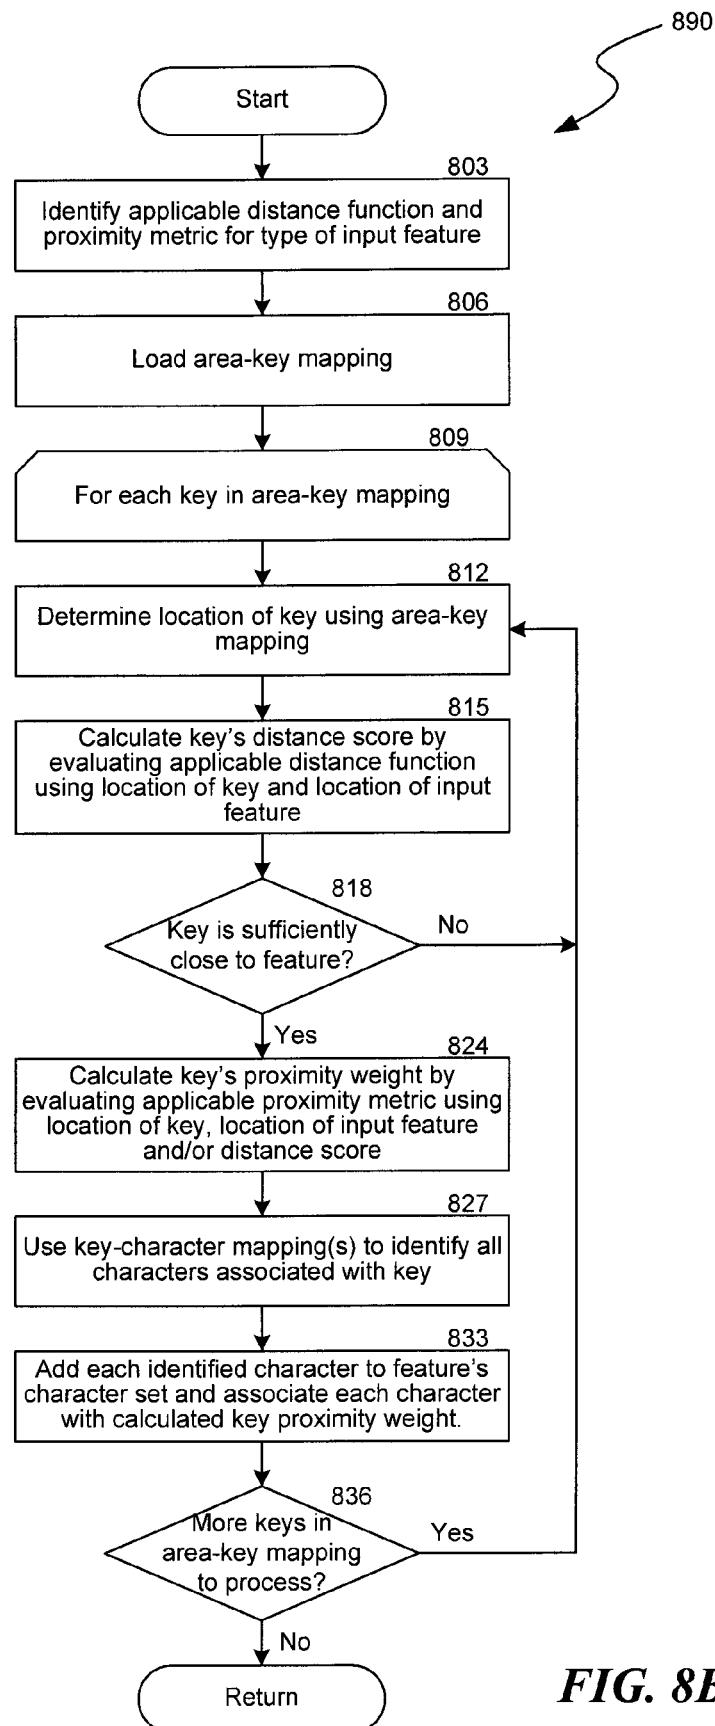 890
Start
803
Identify applicable distance function and
proximity metric for type of input feature
806
Load area-key mapping
809
For each key in area-key mapping
812
Determine location of key using area-key
mapping
815
Calculate key's distance score by
evaluating applicable distance function
using location of key and location of input
feature
818
Key is sufficiently
close to feature?
No
Yes
824
Calculate key's proximity weight by
evaluating applicable proximity metric using
location of key, location of input feature
and/or distance score
827
Use key-character mapping(s) to identify all
characters associated with key
833
Add each identified character to feature's
character set and associate each character
with calculated key proximity weight.
836
More keys in
area-key mapping
to process?
Yes
No
Return
FIG. 8B